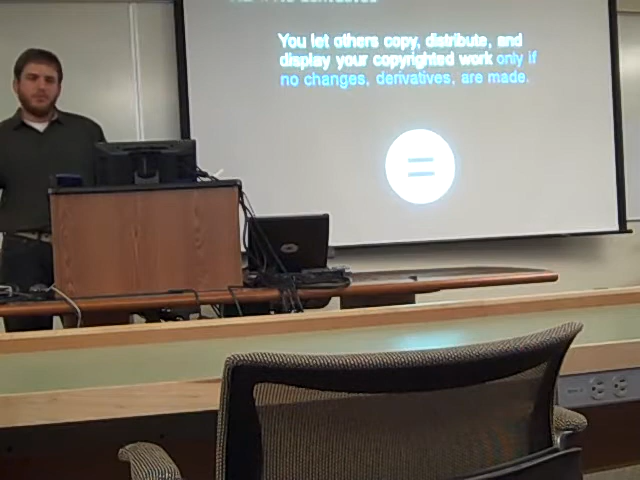 You let others copy, distribute, and
display your copyrighted work only if
no changes, derivatives, are made.